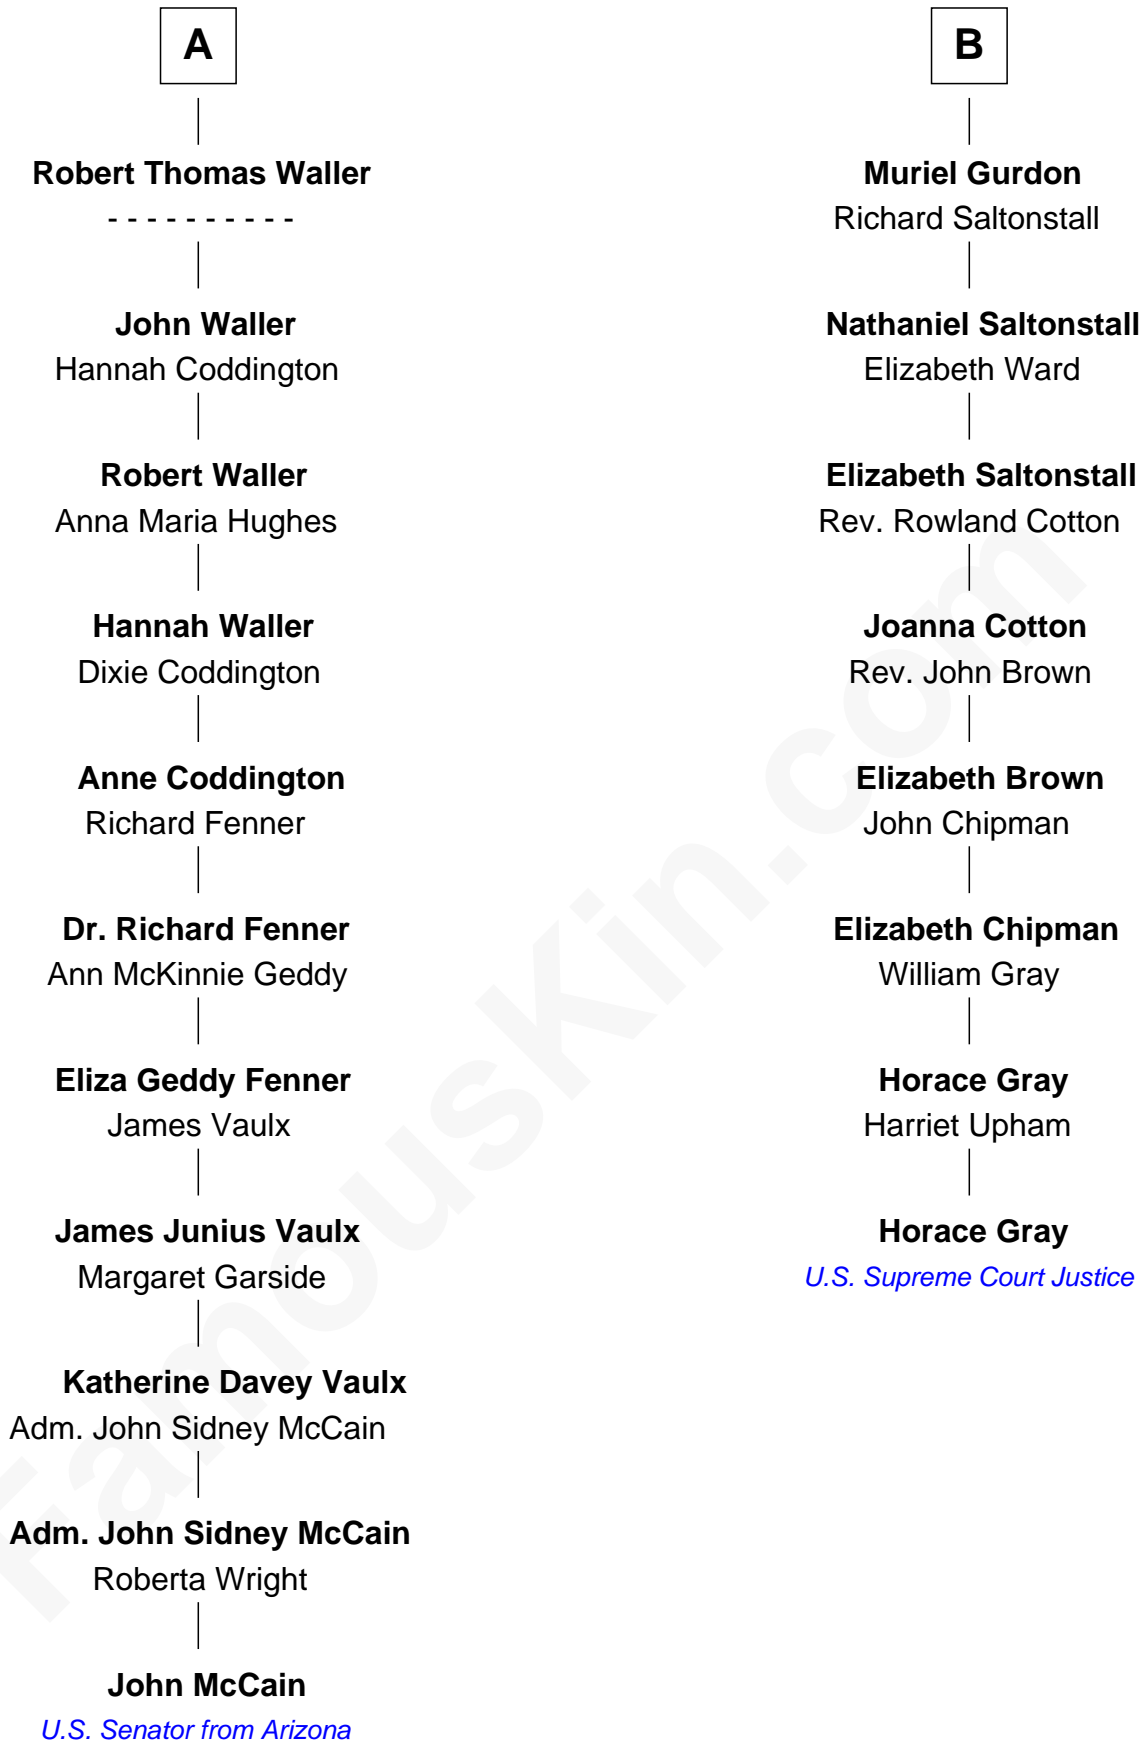 A
Robert Thomas Waller
- - - - - - - - - -
John Waller
Hannah Coddington
Robert Waller
Anna Maria Hughes
Hannah Waller
Dixie Coddington
Anne Coddington
Richard Fenner
Dr. Richard Fenner
Ann McKinnie Geddy
Eliza Geddy Fenner
James Vaulx
James Junius Vaulx
Margaret Garside
Katherine Davey Vaulx
Adm. John Sidney McCain
Adm. John Sidney McCain
Roberta Wright
John McCain
U.S. Senator from Arizona
B
Muriel Gurdon
Richard Saltonstall
Nathaniel Saltonstall
Elizabeth Ward
Elizabeth Saltonstall
Rev. Rowland Cotton
Joanna Cotton
Rev. John Brown
Elizabeth Brown
John Chipman
Elizabeth Chipman
William Gray
Horace Gray
Harriet Upham
Horace Gray
U.S. Supreme Court Justice
FamousKin.com